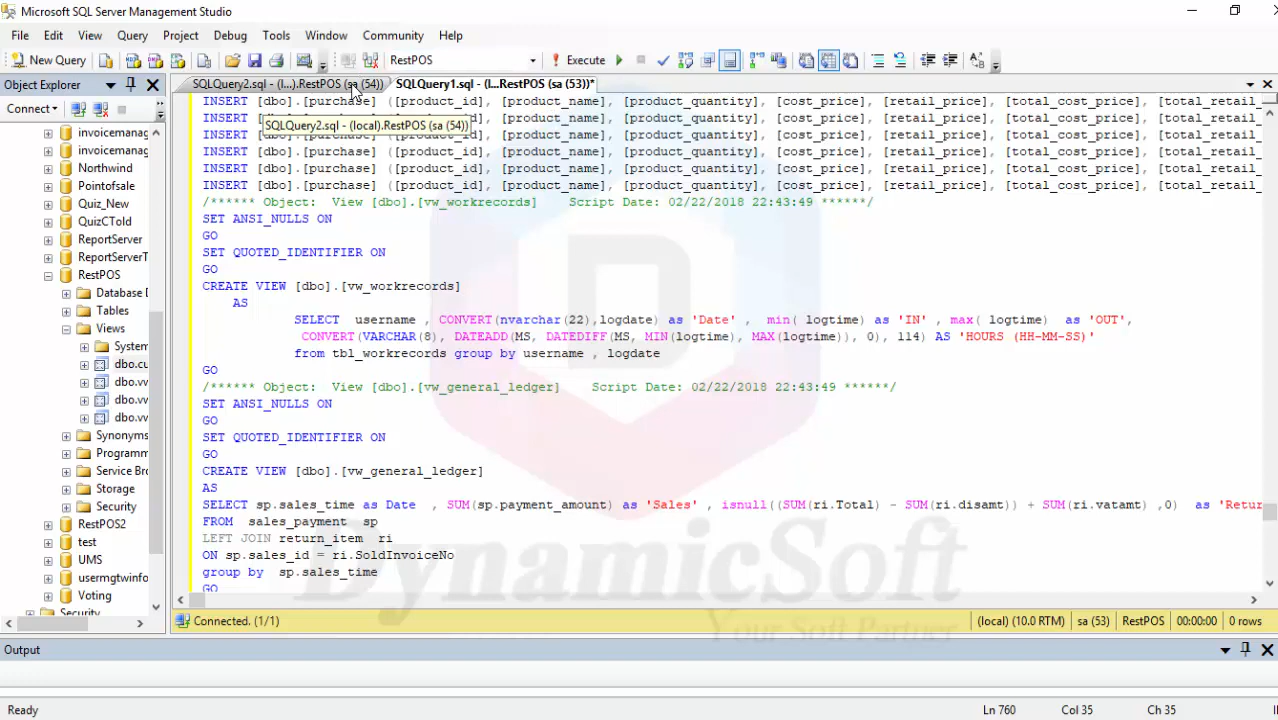 Microsoft SQL Server Management Studio
File Edit View Query Project Debug Tools Window Community Help
New Query RestPOS Execute
Object Explorer
SQLQuery2.sql - (l...).RestPOS (sa (54))
SQLQuery1.sql - (l...RestPOS (sa (53))*
SQLQuery2.sql - (local).RestPOS (sa (54))
Connect
invoicemanag
invoicemanag
Northwind
Pointofsale
Quiz_New
QuizCTold
ReportServer
ReportServerT
RestPOS
Database D
Tables
Views
System
dbo.cu
dbo.vv
dbo.vv
dbo.vv
Synonyms
Programm
Service Bro
Storage
Security
RestPOS2
test
UMS
usermgtwinfo
Voting
Security
INSERT [dbo].[purchase] ([product_id], [product_name], [product_quantity], [cost_price], [retail_price], [total_cost_price], [total_retail_
INSERT [dbo].[purchase] ([product_id], [product_name], [product_quantity], [cost_price], [retail_price], [total_cost_price], [total_retail_
INSERT [dbo].[purchase] ([product_id], [product_name], [product_quantity], [cost_price], [retail_price], [total_cost_price], [total_retail_
INSERT [dbo].[purchase] ([product_id], [product_name], [product_quantity], [cost_price], [retail_price], [total_cost_price], [total_retail_
INSERT [dbo].[purchase] ([product_id], [product_name], [product_quantity], [cost_price], [retail_price], [total_cost_price], [total_retail_
INSERT [dbo].[purchase] ([product_id], [product_name], [product_quantity], [cost_price], [retail_price], [total_cost_price], [total_retail_
/****** Object: View [dbo].[vw_workrecords] Script Date: 02/22/2018 22:43:49 ******/
SET ANSI_NULLS ON
GO
SET QUOTED_IDENTIFIER ON
GO
CREATE VIEW [dbo].[vw_workrecords]
AS
SELECT username , CONVERT(nvarchar(22),logdate) as 'Date' , min( logtime) as 'IN' , max( logtime) as 'OUT',
CONVERT(VARCHAR(8), DATEADD(MS, DATEDIFF(MS, MIN(logtime), MAX(logtime)), 0), 114) AS 'HOURS (HH-MM-SS)'
from tbl_workrecords group by username , logdate
GO
/****** Object: View [dbo].[vw_general_ledger] Script Date: 02/22/2018 22:43:49 ******/
SET ANSI_NULLS ON
GO
SET QUOTED_IDENTIFIER ON
GO
CREATE VIEW [dbo].[vw_general_ledger]
AS
SELECT sp.sales_time as Date , SUM(sp.payment_amount) as 'Sales' , isnull((SUM(ri.Total) - SUM(ri.disamt)) + SUM(ri.vatamt) ,0) as 'Retur
FROM sales_payment sp
LEFT JOIN return_item ri
ON sp.sales_id = ri.SoldInvoiceNo
group by sp.sales_time
GO
DynamicSoft
Your Soft Partner
Connected. (1/1) (local) (10.0 RTM) sa (53) RestPOS 00:00:00 0 rows
Output
Ready Ln 760 Col 35 Ch 35